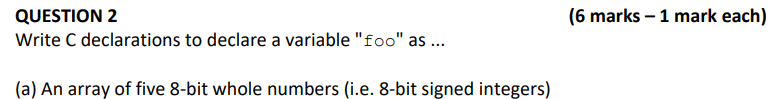 QUESTION 2 (6 marks – 1 mark each)
Write C declarations to declare a variable "foo" as ...
(a) An array of five 8-bit whole numbers (i.e. 8-bit signed integers)